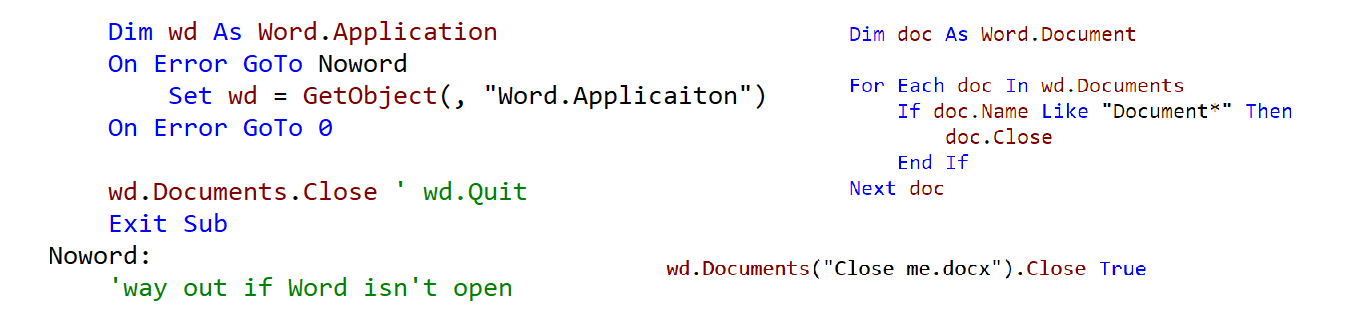 Dim wd As Word.Application
On Error GoTo Noword
Set wd = GetObject(, "Word.Applicaiton")
On Error GoTo 0
wd.Documents.Close ' wd.Quit
Exit Sub
Noword:
'way out if Word isn't open
Dim doc As Word.Document
For Each doc In wd.Documents
If doc.Name Like "Document*" Then
doc.Close
End If
Next doc
wd.Documents("Close me.docx").Close True